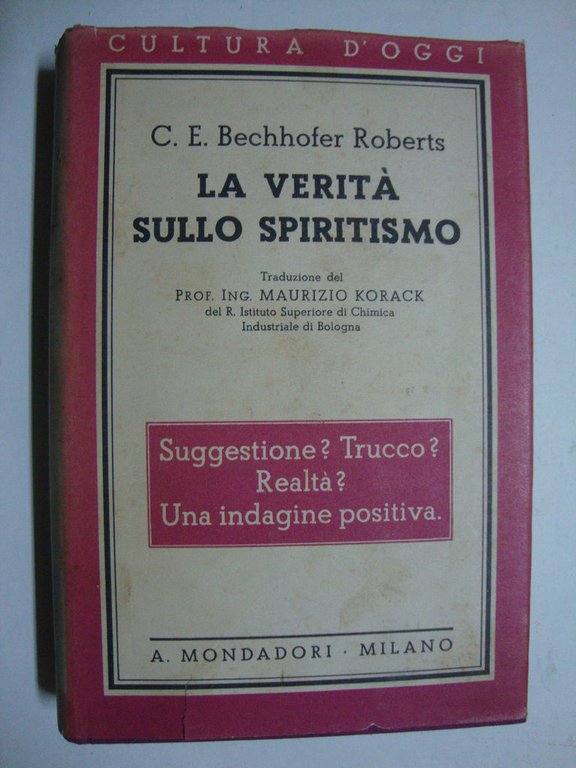 CULTURA D'OGGI
C. E. Bechhofer Roberts
LA VERITÀ
SULLO SPIRITISMO
Traduzione del
PROF. ING. MAURIZIO KORACK
del R. Istituto Superiore di Chimica
Industriale di Bologna
Suggestione? Trucco?
Realtà?
Una indagine positiva.
A. MONDADORI · MILANO